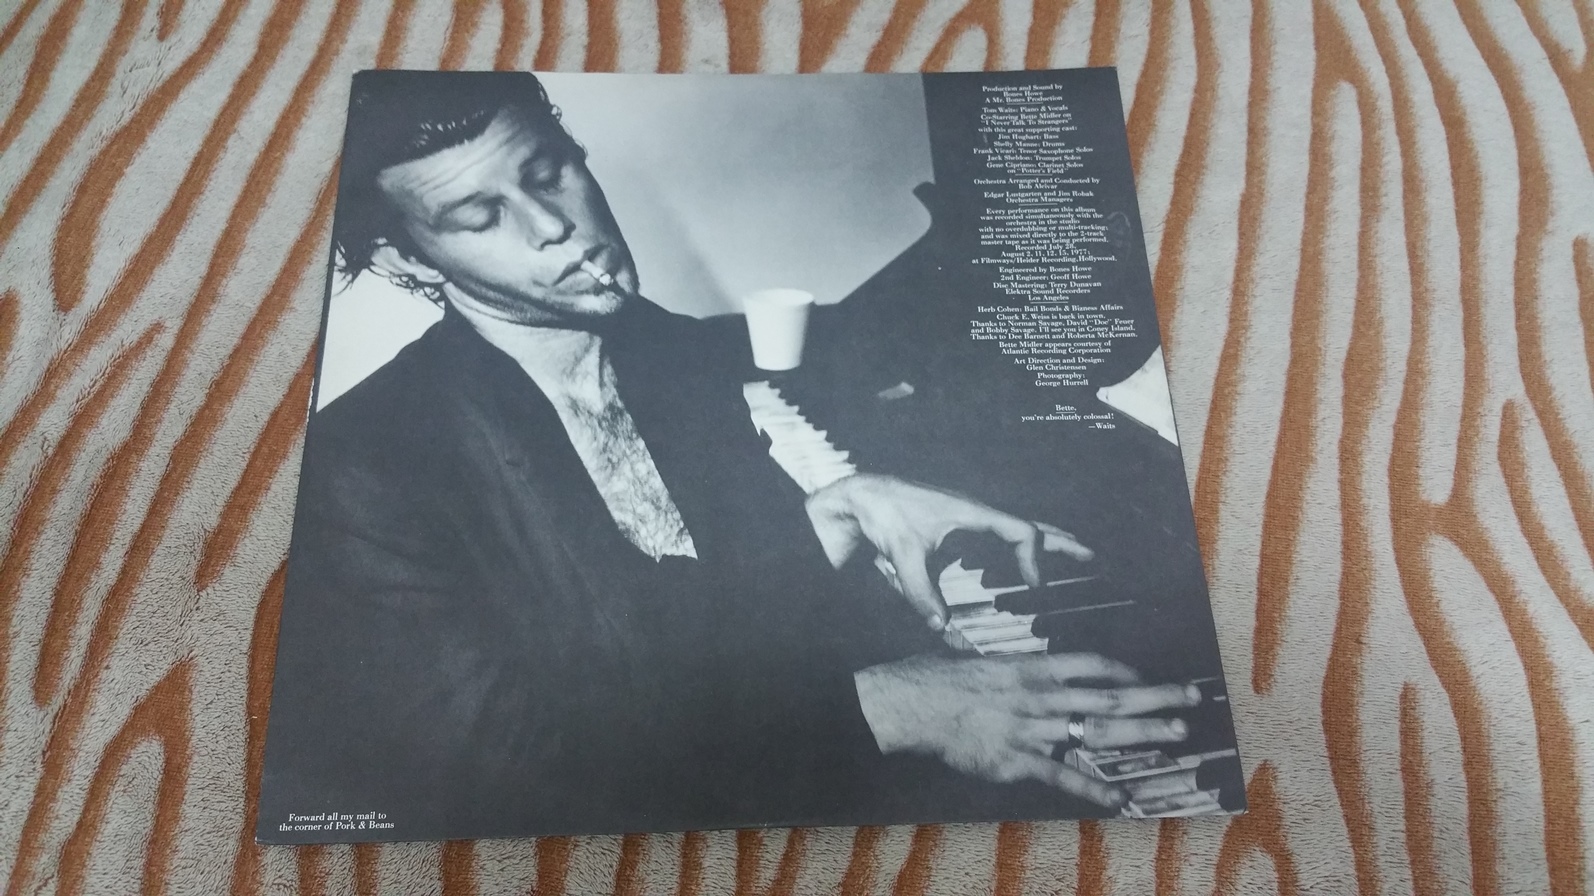 Production and Sound by
Bones Howe
A Mr. Bones Production
Tom Waits: Piano & Vocals
Co-Starring Bette Midler on
"I Never Talk To Strangers"
with this great supporting cast:
Jim Hughart: Bass
Shelly Manne: Drums
Frank Vicari: Tenor Saxophone Solos
Jack Sheldon: Trumpet Solos
Gene Cipriano: Clarinet Solos
on "Potter's Field"
Orchestra Arranged and Conducted by
Bob Alcivar
Edgar Lustgarten and Jim Bobak
Orchestra Managers
Every performance on this album
was recorded simultaneously with the
orchestra in the studio
with no overdubbing or multi-tracking;
and was mixed directly to the 2-track
master tape as it was being performed.
Recorded July 28,
August 2, 11, 12, 15, 1977;
at Filmways/Heider Recording, Hollywood.
Engineered by Bones Howe
2nd Engineer: Geoff Howe
Disc Mastering: Terry Dunavan
Elektra Sound Recorders
Los Angeles
Herb Cohen: Bail Bonds & Bizness Affairs
Chuck E. Weiss is back in town.
Thanks to Norman Savage, David "Doc" Feuer
and Bobby Savage. I'll see you in Coney Island.
Thanks to Dee Barnett and Roberta McKernan.
Bette Midler appears courtesy of
Atlantic Recording Corporation
Art Direction and Design:
Glen Christensen
Photography:
George Hurrell
Bette,
you're absolutely colossal!
—Waits
Forward all my mail to
the corner of Pork & Beans